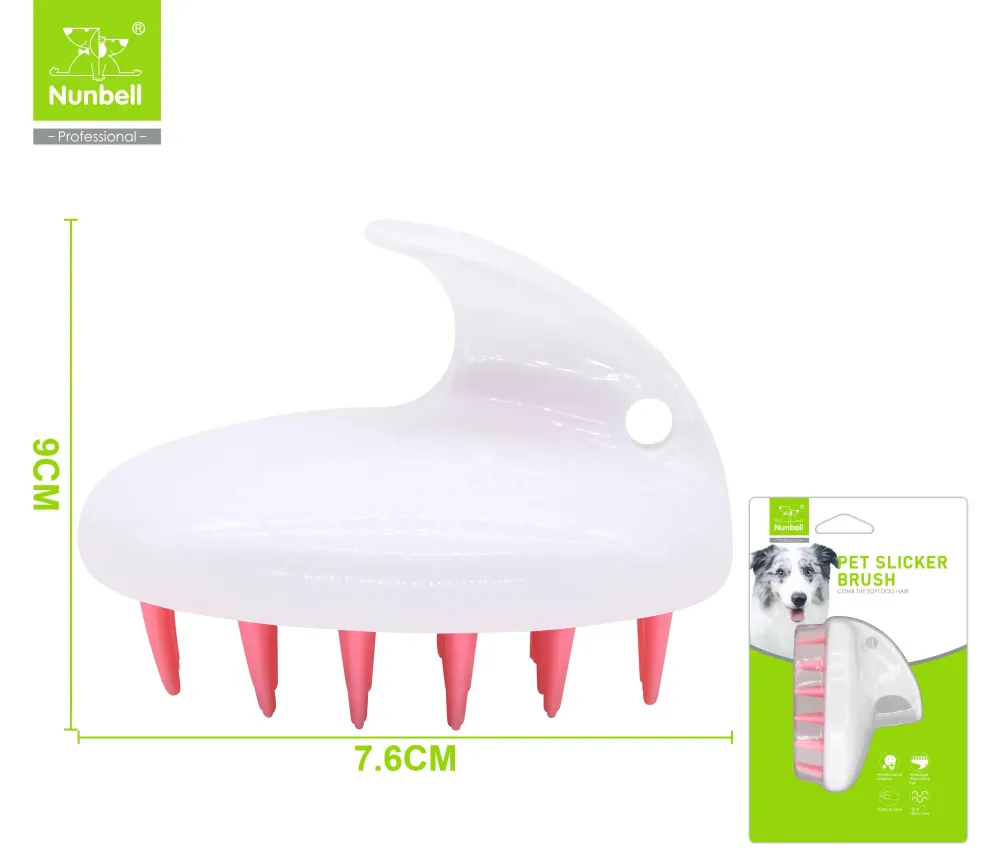 ®
Nunbell
– Professional –
9CM
7.6CM
Nunbell
PET SLICKER
BRUSH
COMB THE SOFT DOG HAIR